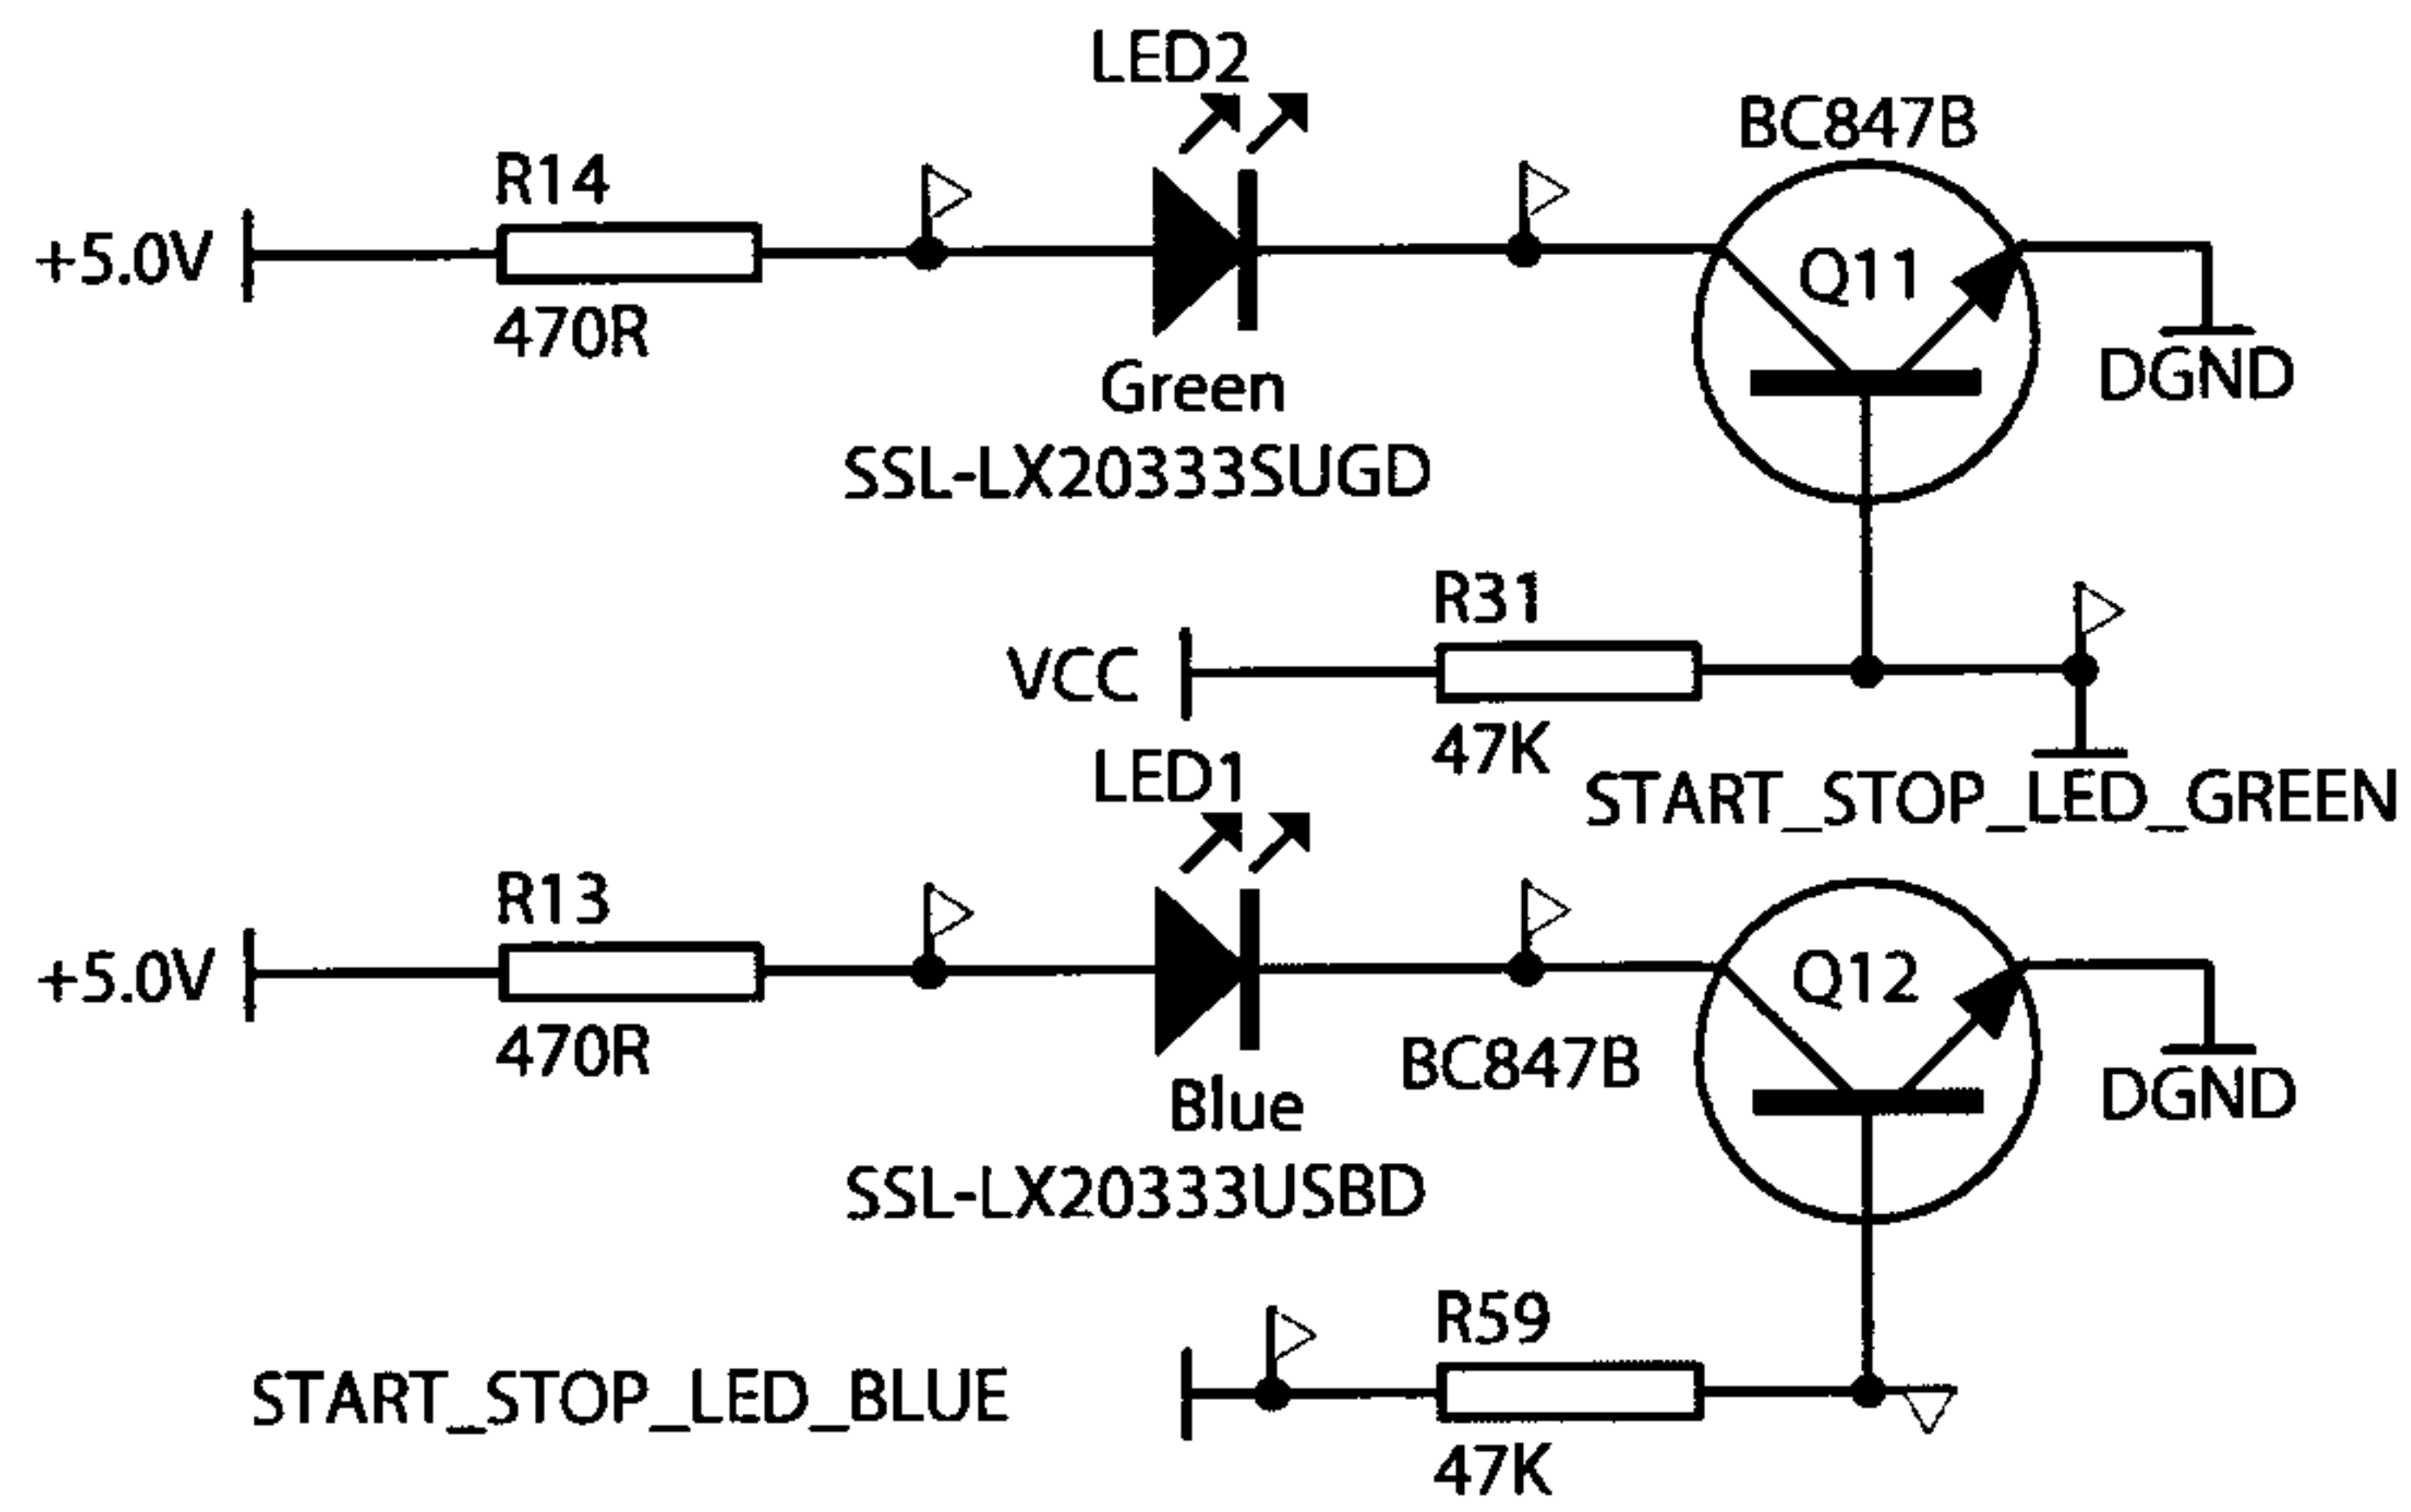 LED2
BC847B
R14
+5.0V
470R
Q11
DGND
Green
SSL-LX20333SUGD
R31
VCC
47K
START_STOP_LED_GREEN
LED1
R13
+5.0V
470R
Q12
BC847B
DGND
Blue
SSL-LX20333USBD
R59
START_STOP_LED_BLUE
47K